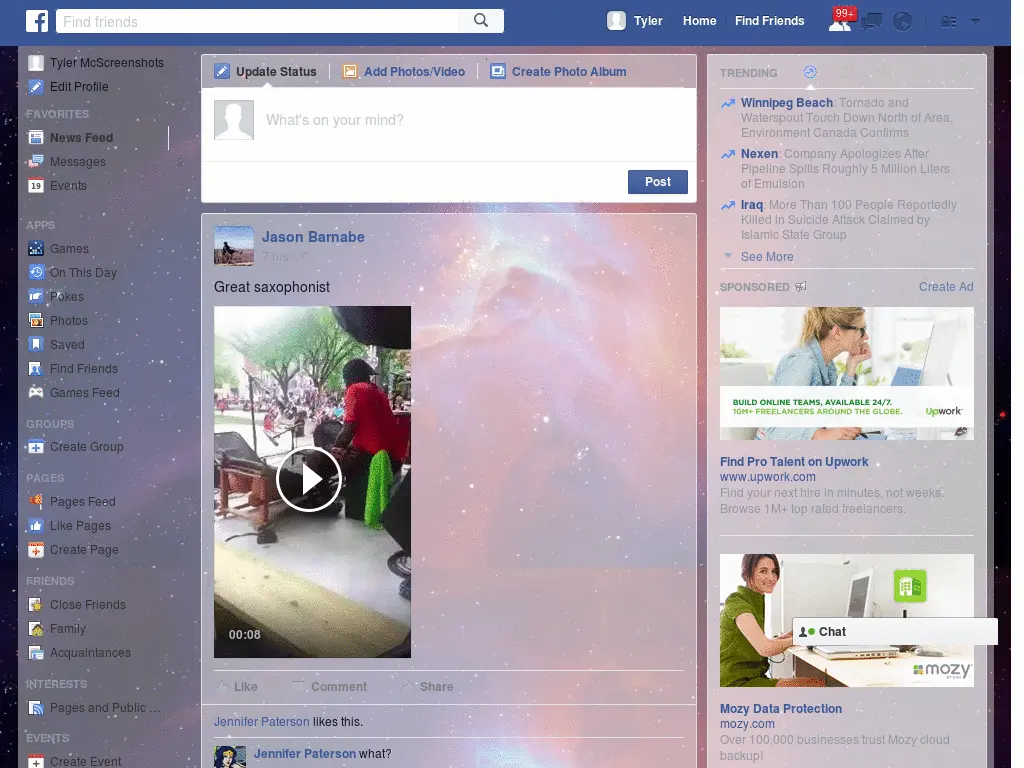 Find friends
Tyler
Home
Find Friends
99+
Tyler McScreenshots
Edit Profile
FAVORITES
News Feed
Messages 2
19 Events
APPS
Games
On This Day
Pokes
Photos
Saved
Find Friends
Games Feed
GROUPS
Create Group
PAGES
Pages Feed
Like Pages
Create Page
FRIENDS
Close Friends
Family
Acquaintances
INTERESTS
Pages and Public ...
EVENTS
Create Event
Update Status
Add Photos/Video
Create Photo Album
What's on your mind?
Post
Jason Barnabe
7 hrs
Great saxophonist
00:08
Like
Comment
Share
Jennifer Paterson likes this.
Jennifer Paterson what?
TRENDING
Winnipeg Beach: Tornado and
Waterspout Touch Down North of Area,
Environment Canada Confirms
Nexen: Company Apologizes After
Pipeline Spills Roughly 5 Million Liters
of Emulsion
Iraq: More Than 100 People Reportedly
Killed in Suicide Attack Claimed by
Islamic State Group
See More
SPONSORED
Create Ad
BUILD ONLINE TEAMS, AVAILABLE 24/7.
10M+ FREELANCERS AROUND THE GLOBE.
Upwork
Find Pro Talent on Upwork
www.upwork.com
Find your next hire in minutes, not weeks.
Browse 1M+ top rated freelancers.
Chat
mozy
Mozy Data Protection
mozy.com
Over 100,000 businesses trust Mozy cloud
backup!